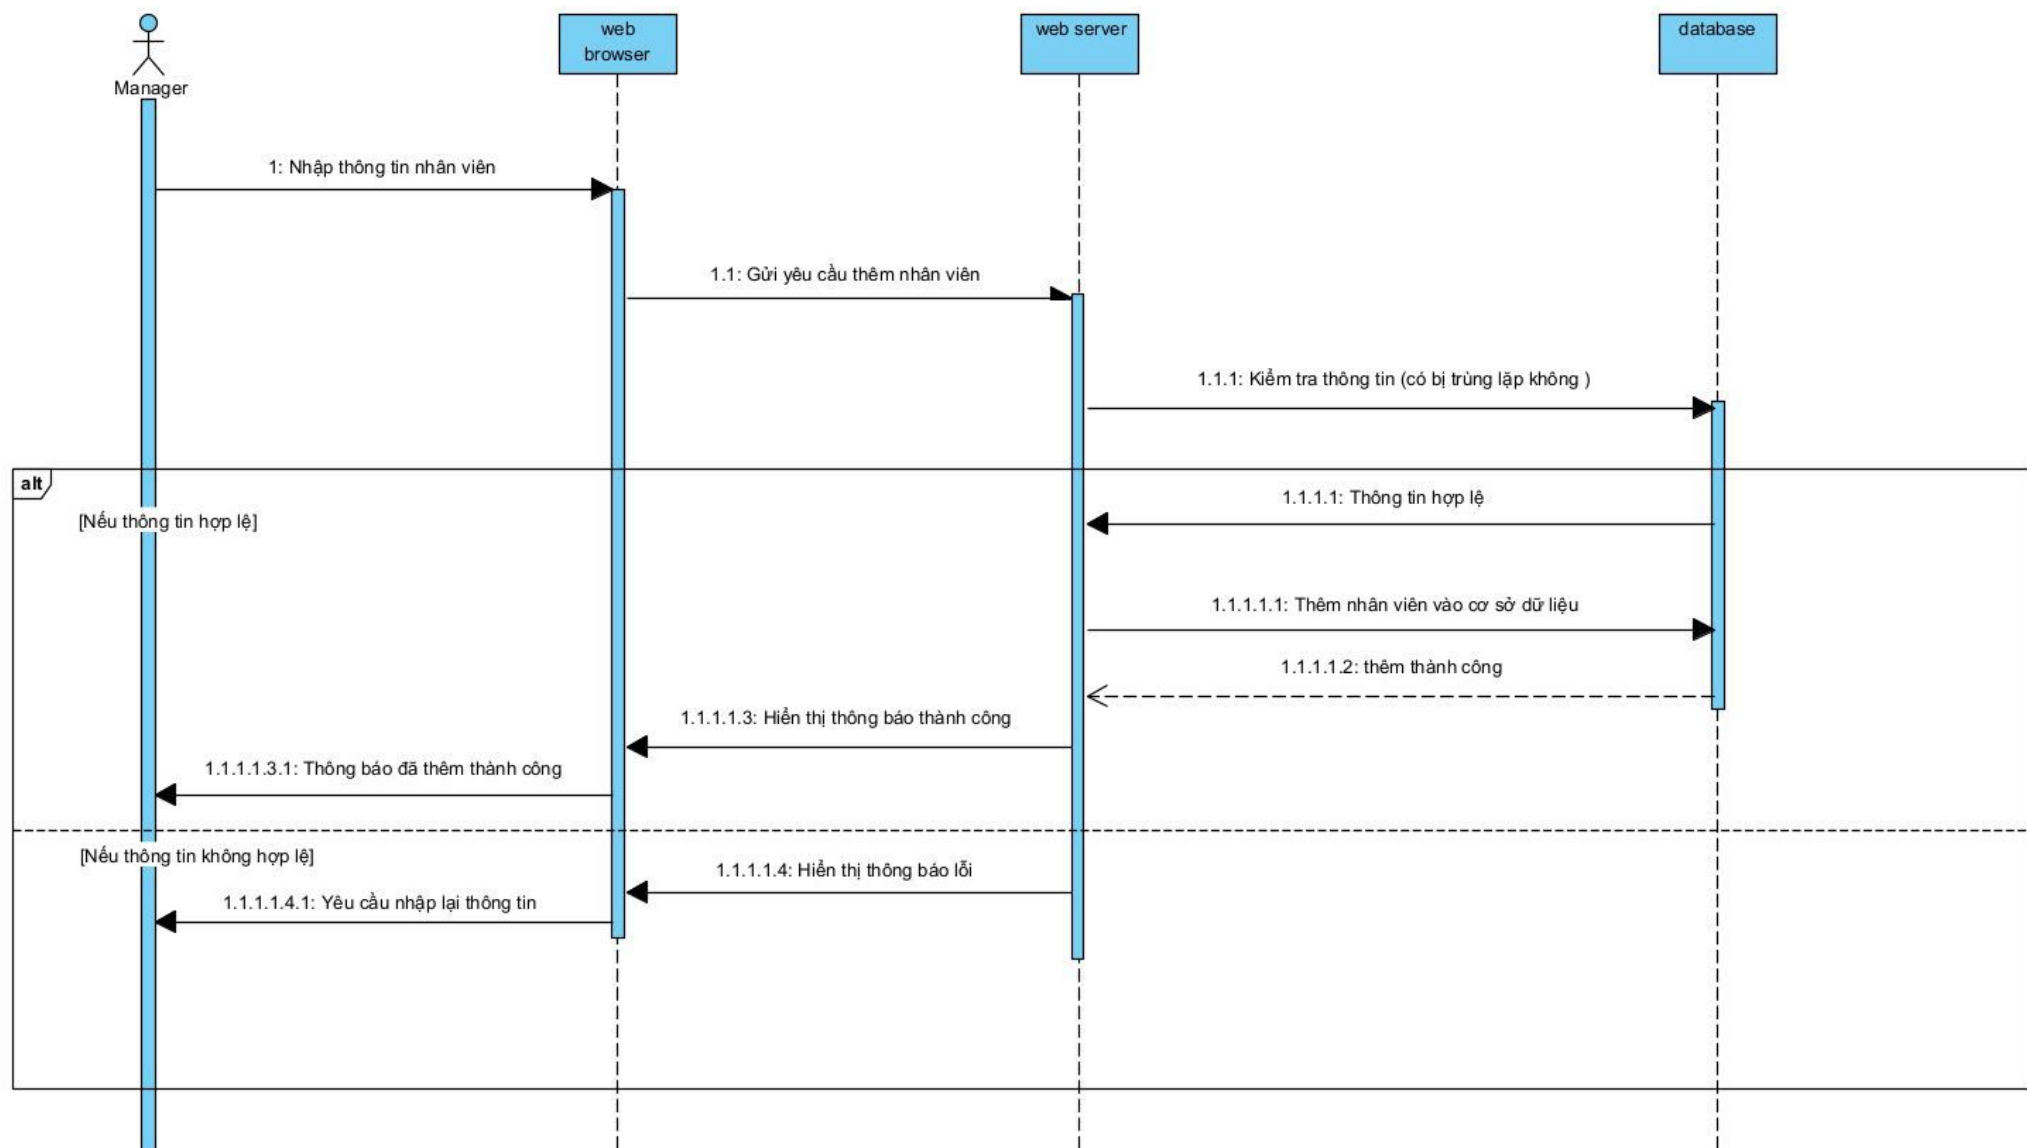 Manager
web
browser
web server
database
1: Nhập thông tin nhân viên
1.1: Gửi yêu cầu thêm nhân viên
1.1.1: Kiểm tra thông tin (có bị trùng lặp không )
alt
[Nếu thông tin hợp lệ]
1.1.1.1: Thông tin hợp lệ
1.1.1.1.1: Thêm nhân viên vào cơ sở dữ liệu
1.1.1.1.2: thêm thành công
1.1.1.1.3: Hiển thị thông báo thành công
1.1.1.1.3.1: Thông báo đã thêm thành công
[Nếu thông tin không hợp lệ]
1.1.1.1.4: Hiển thị thông báo lỗi
1.1.1.1.4.1: Yêu cầu nhập lại thông tin